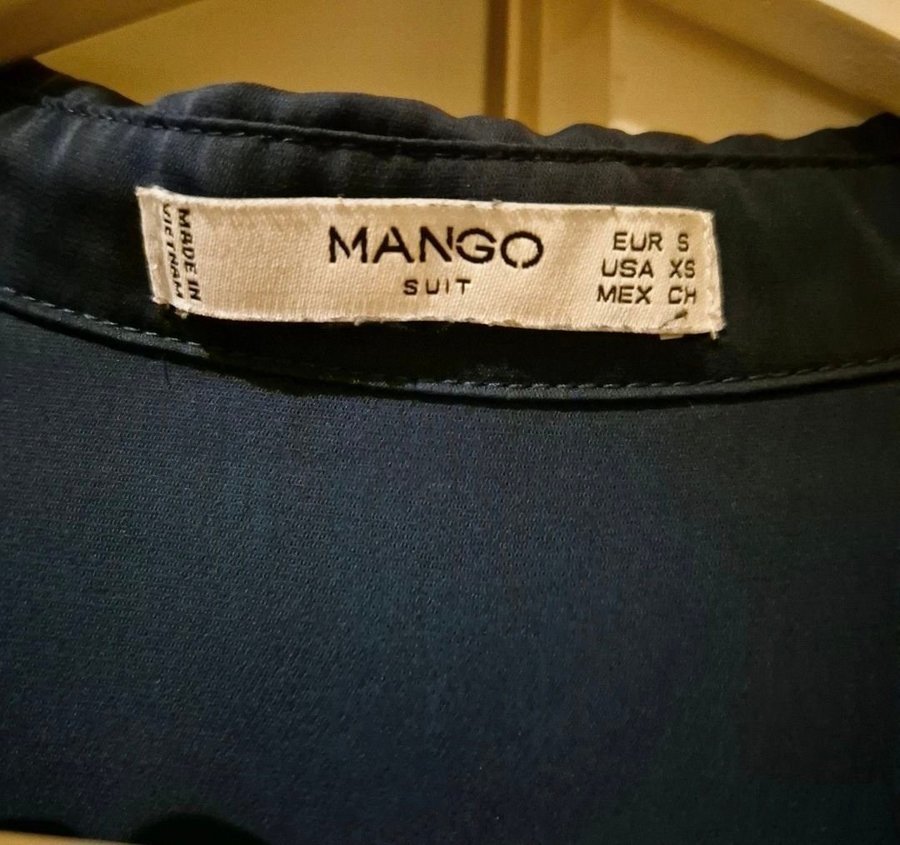 MADE IN
VIETNAM
MANGO
SUIT
EUR S
USA XS
MEX CH